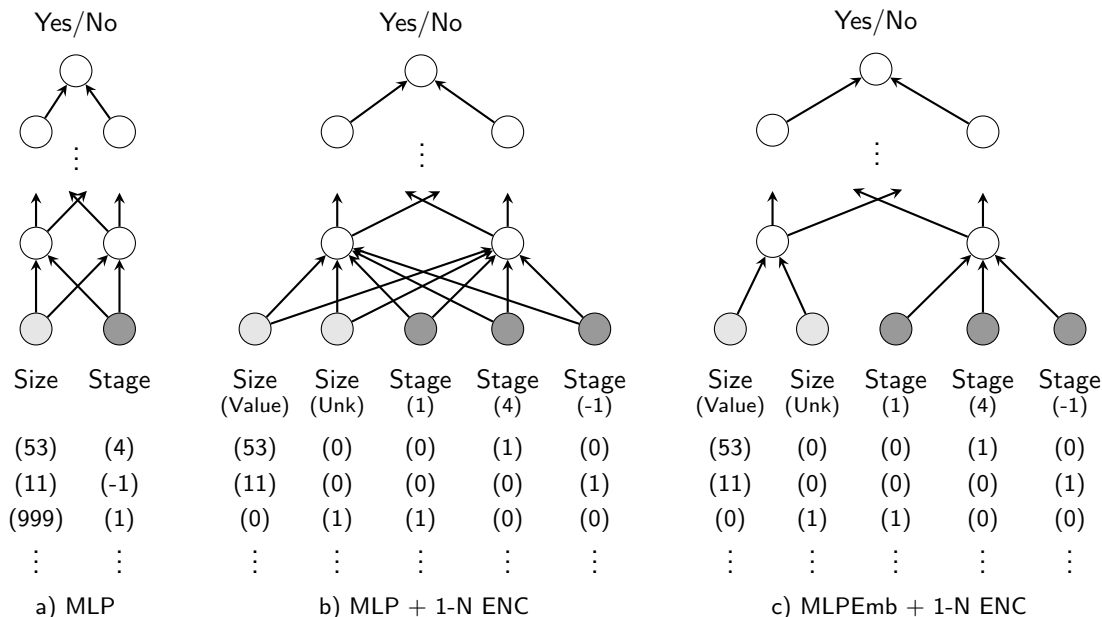 Yes/No Yes/No Yes/No
⋮ ⋮ ⋮
Size Stage Size Size Stage Stage Stage Size Size Stage Stage Stage
(Value) (Unk) (1) (4) (-1) (Value) (Unk) (1) (4) (-1)
(53) (4) (53) (0) (0) (1) (0) (53) (0) (0) (1) (0)
(11) (-1) (11) (0) (0) (0) (1) (11) (0) (0) (0) (1)
(999) (1) (0) (1) (1) (0) (0) (0) (1) (1) (0) (0)
⋮ ⋮ ⋮ ⋮ ⋮ ⋮ ⋮ ⋮ ⋮ ⋮ ⋮ ⋮
a) MLP b) MLP + 1-N ENC c) MLPEmb + 1-N ENC